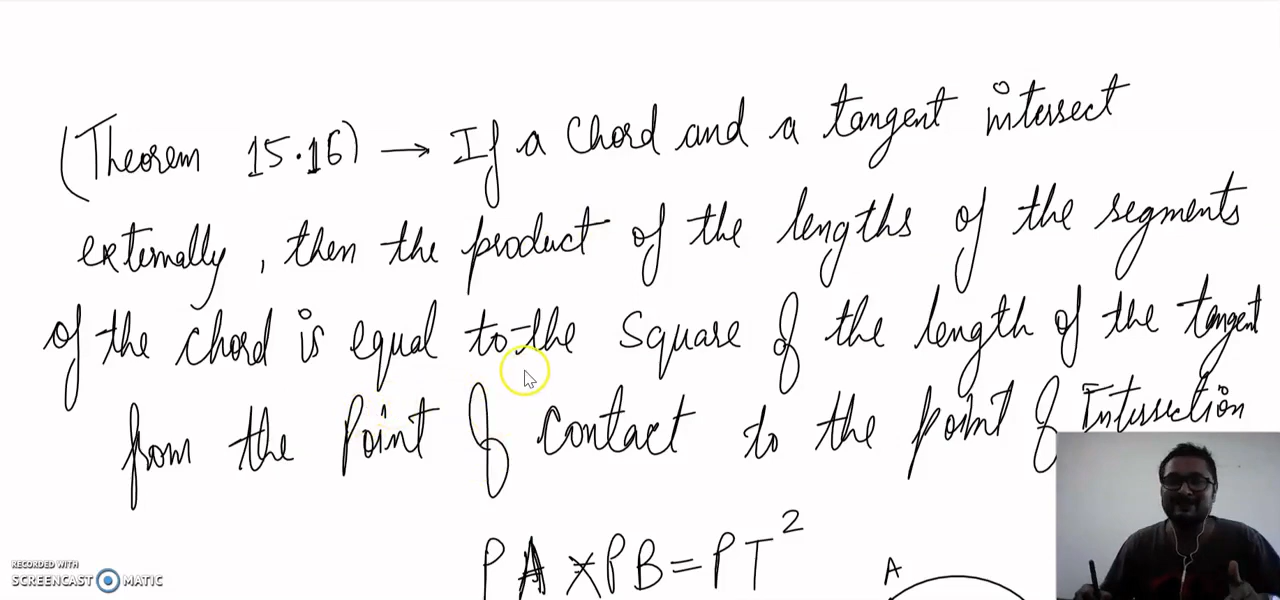 (Theorem 15.16) → If a Chord and a tangent intersect
externally, then the product of the lengths of the segments
of the chord is equal to the Square of the length of the tangent
from the Point of Contact to the point of Intersection
PA × PB = PT²
A
RECORDED WITH
SCREENCAST MATIC